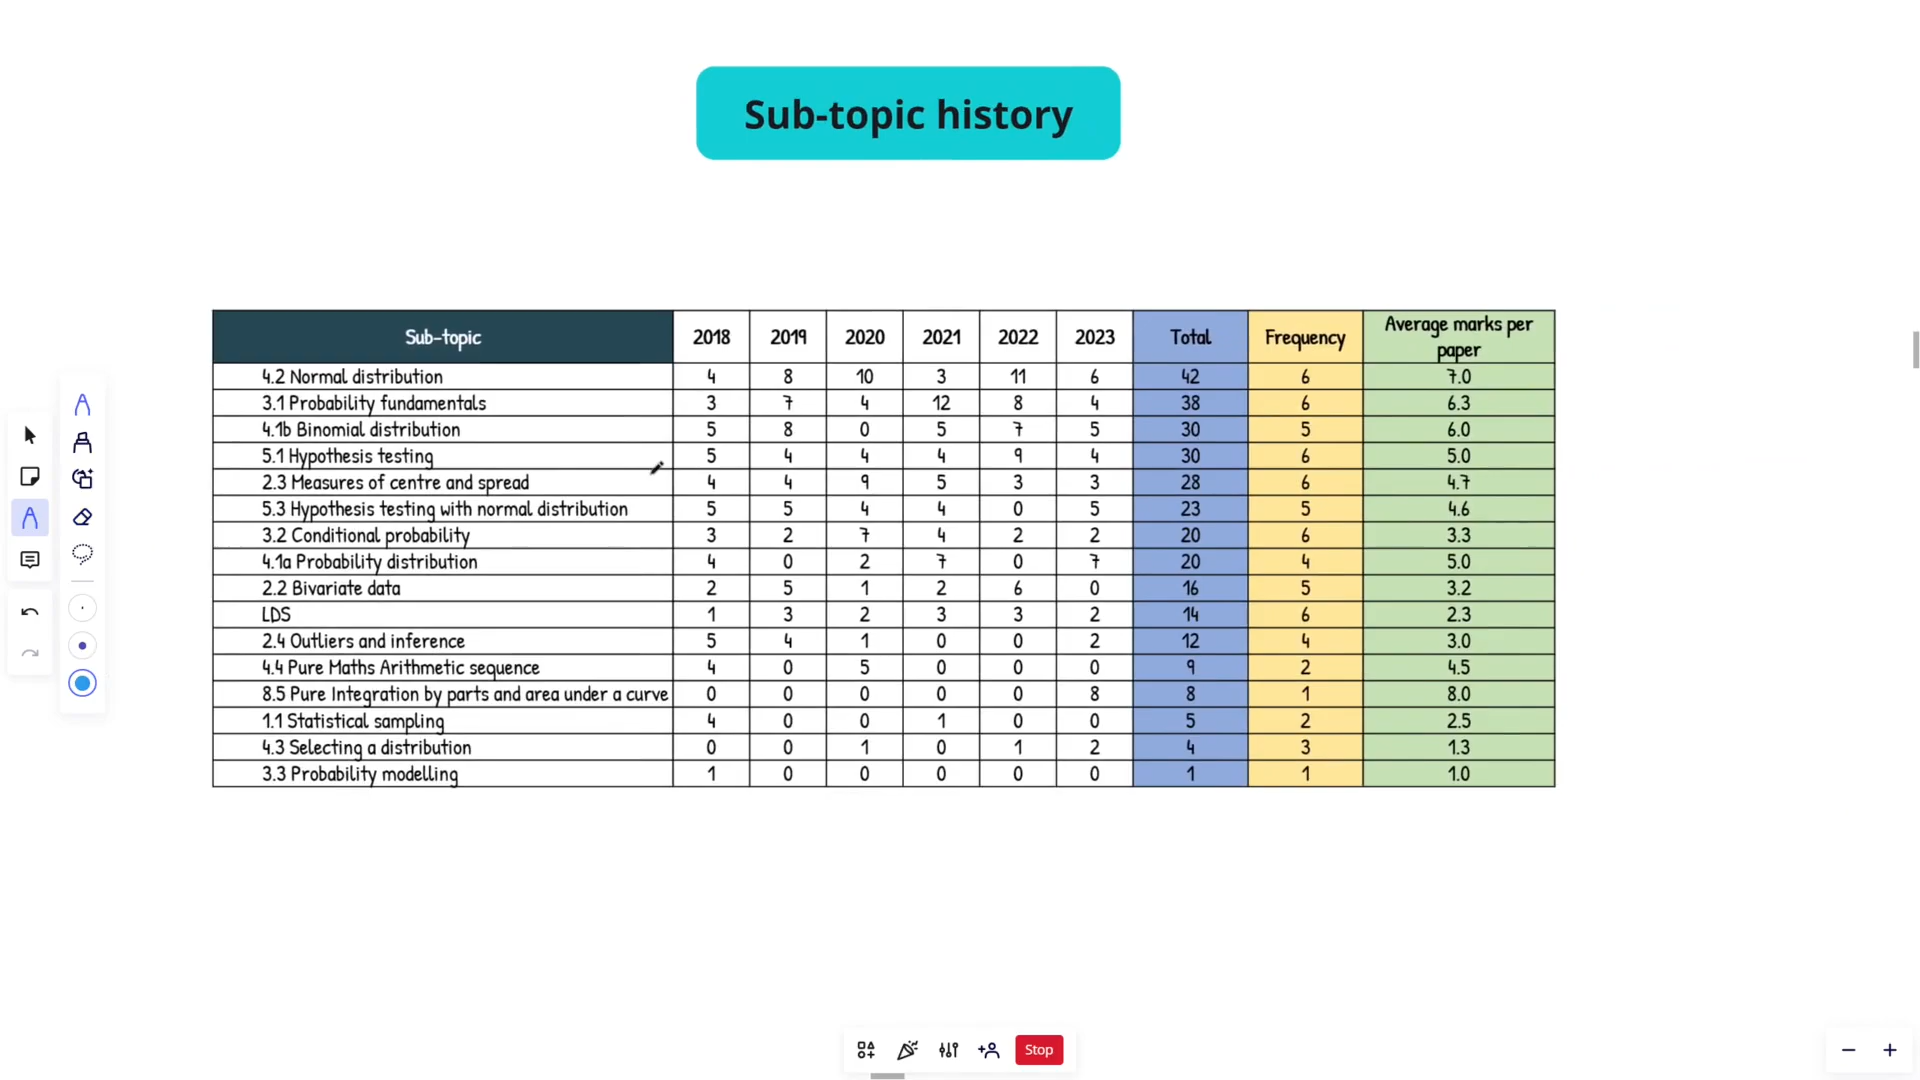 Sub-topic history
Sub-topic 2018 2019 2020 2021 2022 2023 Total Frequency Average marks per paper
4.2 Normal distribution 4 8 10 3 11 6 42 6 7.0
3.1 Probability fundamentals 3 7 4 12 8 4 38 6 6.3
4.1b Binomial distribution 5 8 0 5 7 5 30 5 6.0
5.1 Hypothesis testing 5 4 4 4 9 4 30 6 5.0
2.3 Measures of centre and spread 4 4 9 5 3 3 28 6 4.7
5.3 Hypothesis testing with normal distribution 5 5 4 4 0 5 23 5 4.6
3.2 Conditional probability 3 2 7 4 2 2 20 6 3.3
4.1a Probability distribution 4 0 2 7 0 7 20 4 5.0
2.2 Bivariate data 2 5 1 2 6 0 16 5 3.2
LDS 1 3 2 3 3 2 14 6 2.3
2.4 Outliers and inference 5 4 1 0 0 2 12 4 3.0
4.4 Pure Maths Arithmetic sequence 4 0 5 0 0 0 9 2 4.5
8.5 Pure Integration by parts and area under a curve 0 0 0 0 0 8 8 1 8.0
1.1 Statistical sampling 4 0 0 1 0 0 5 2 2.5
4.3 Selecting a distribution 0 0 1 0 1 2 4 3 1.3
3.3 Probability modelling 1 0 0 0 0 0 1 1 1.0
Stop